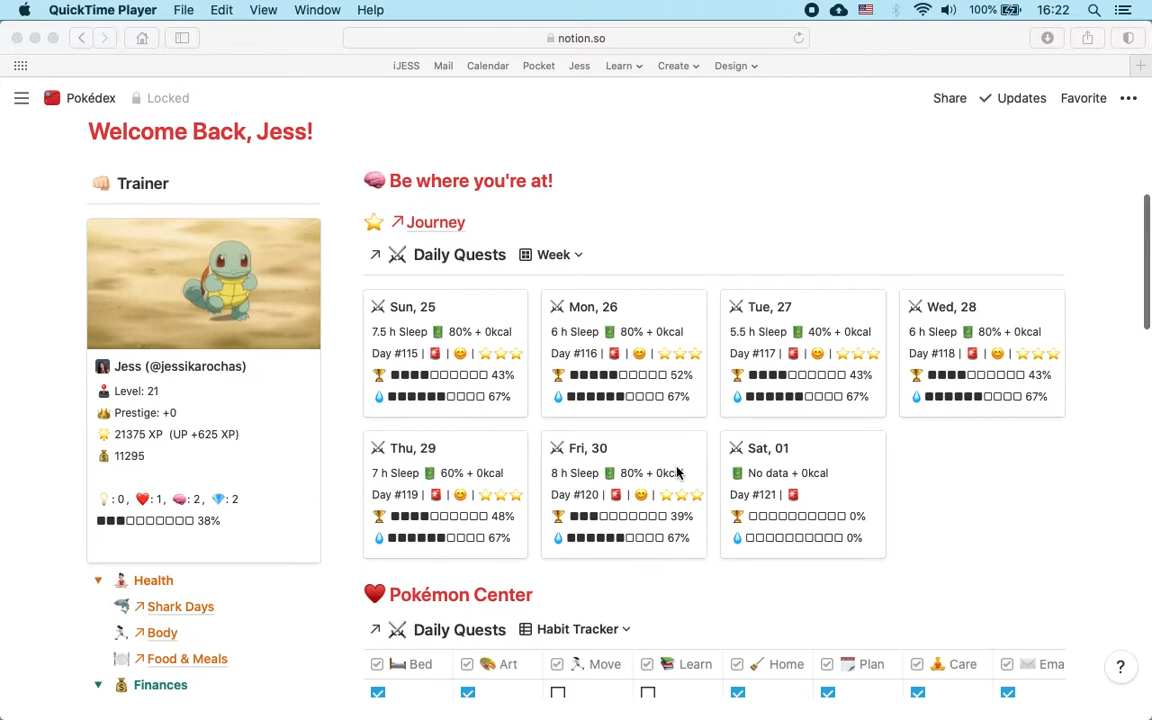 QuickTime Player File Edit View Window Help 100% 16:22
notion.so
iJESS Mail Calendar Pocket Jess Learn Create Design
Pokédex Locked Share Updates Favorite
Welcome Back, Jess!
Trainer
Jess (@jessikarochas)
Level: 21
Prestige: +0
21375 XP (UP +625 XP)
11295
:0, :1, :2, :2
38%
Health
Shark Days
Body
Food & Meals
Finances
Be where you're at!
Journey
Daily Quests Week
Sun, 25
7.5 h Sleep 80% + 0kcal
Day #115 | | |
43%
67%
Mon, 26
6 h Sleep 80% + 0kcal
Day #116 | | |
52%
67%
Tue, 27
5.5 h Sleep 40% + 0kcal
Day #117 | | |
43%
67%
Wed, 28
6 h Sleep 80% + 0kcal
Day #118 | | |
43%
67%
Thu, 29
7 h Sleep 60% + 0kcal
Day #119 | | |
48%
67%
Fri, 30
8 h Sleep 80% + 0kcal
Day #120 | | |
39%
67%
Sat, 01
No data + 0kcal
Day #121 |
0%
0%
Pokémon Center
Daily Quests Habit Tracker
Bed Art Move Learn Home Plan Care Ema
?